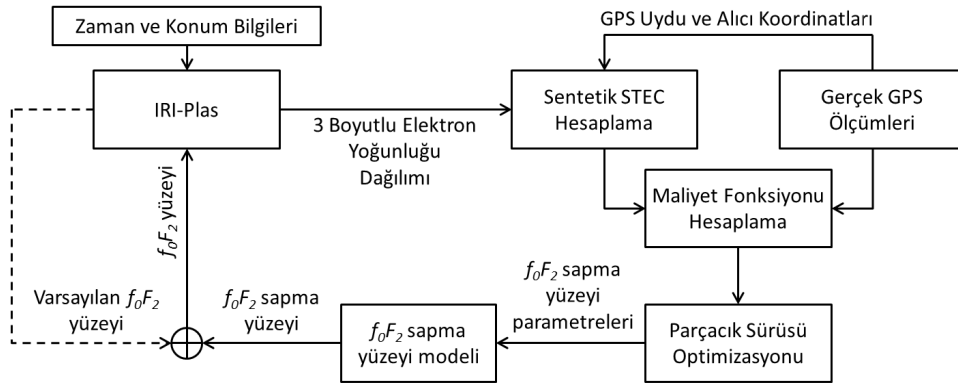 Zaman ve Konum Bilgileri
GPS Uydu ve Alıcı Koordinatları
IRI-Plas
Sentetik STEC
Hesaplama
Gerçek GPS
Ölçümleri
3 Boyutlu Elektron
Yoğunluğu
Dağılımı
Maliyet Fonksiyonu
Hesaplama
f₀F₂ yüzeyi
Varsayılan f₀F₂
yüzeyi
f₀F₂ sapma
yüzeyi
f₀F₂ sapma
yüzeyi modeli
f₀F₂ sapma
yüzeyi
parametreleri
Parçacık Sürüsü
Optimizasyonu